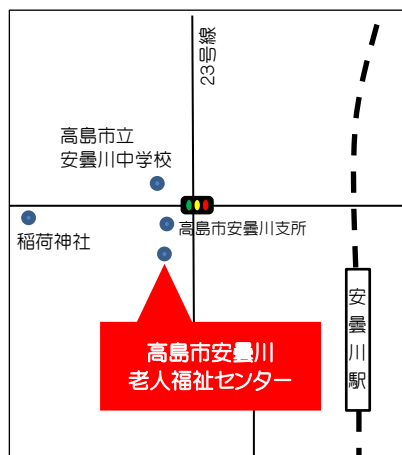 23号線
高島市立
安曇川中学校
高島市安曇川支所
稲荷神社
安曇川駅
高島市安曇川
老人福祉センター